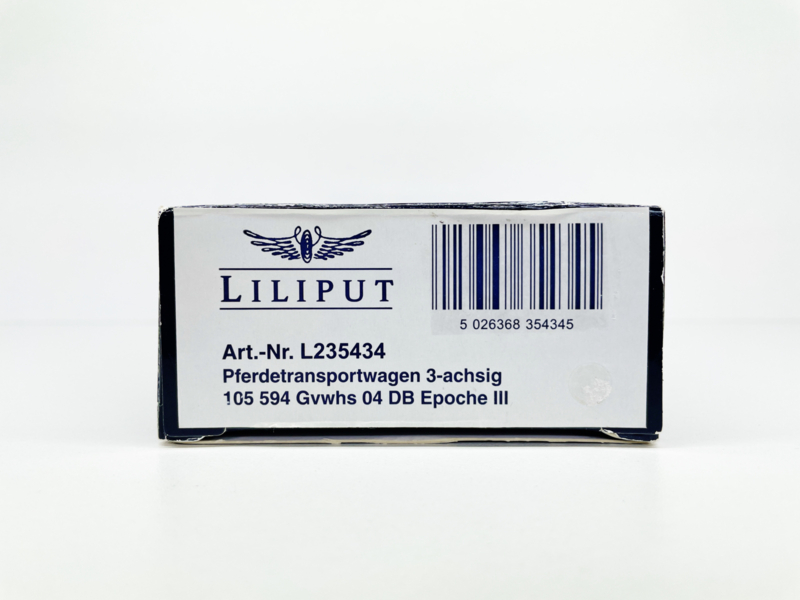 LILIPUT
5 026368 354345
Art.-Nr. L235434
Pferdetransportwagen 3-achsig
105 594 Gvwhs 04 DB Epoche III